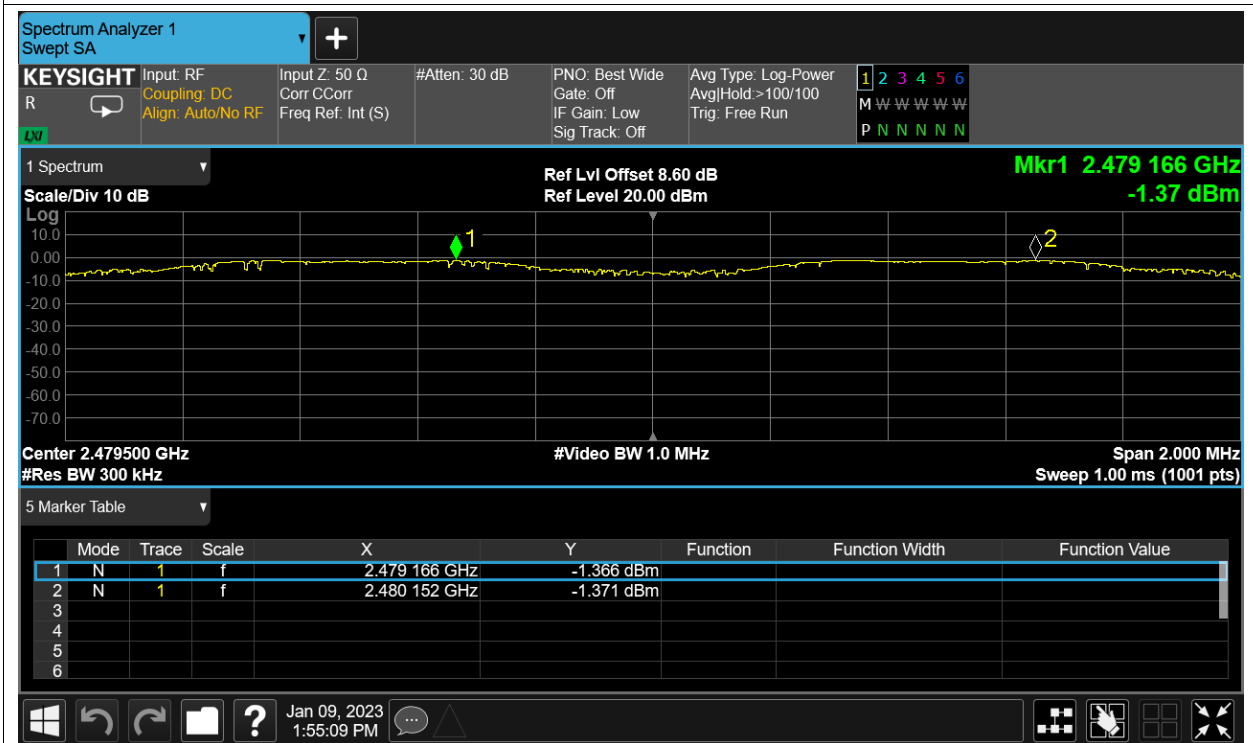 Spectrum Analyzer 1
Swept SA
KEYSIGHT
R
LXI
Input: RF
Coupling: DC
Align: Auto/No RF
Input Z: 50 Ω
Corr CCorr
Freq Ref: Int (S)
#Atten: 30 dB
PNO: Best Wide
Gate: Off
IF Gain: Low
Sig Track: Off
Avg Type: Log-Power
Avg|Hold:>100/100
Trig: Free Run
1 2 3 4 5 6
M W W W W W
P N N N N N
1 Spectrum
Scale/Div 10 dB
Ref Lvl Offset 8.60 dB
Ref Level 20.00 dBm
Mkr1 2.479 166 GHz
-1.37 dBm
Log
10.0
0.00
-10.0
-20.0
-30.0
-40.0
-50.0
-60.0
-70.0
1
2
Center 2.479500 GHz
#Res BW 300 kHz
#Video BW 1.0 MHz
Span 2.000 MHz
Sweep 1.00 ms (1001 pts)
5 Marker Table
Mode Trace Scale X Y Function Function Width Function Value
1 N 1 f 2.479 166 GHz -1.366 dBm
2 N 1 f 2.480 152 GHz -1.371 dBm
3
4
5
6
?
Jan 09, 2023
1:55:09 PM